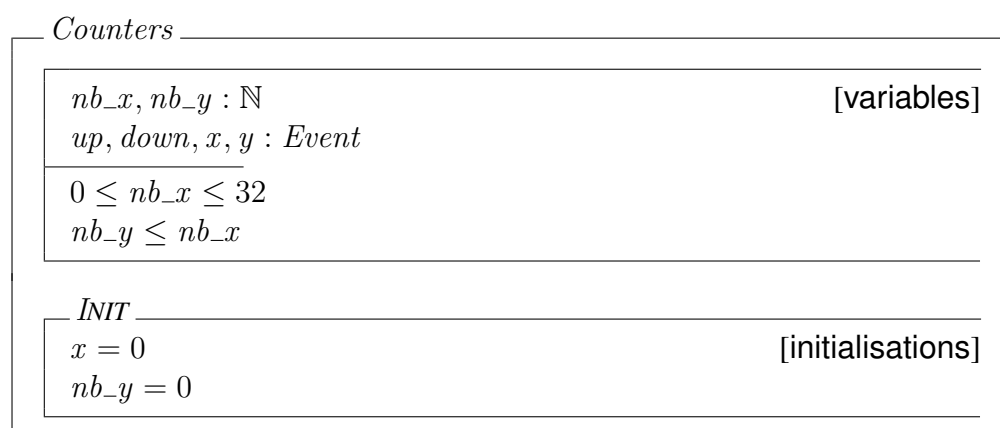 Counters
nb_x, nb_y : ℕ [variables]
up, down, x, y : Event
0 ≤ nb_x ≤ 32
nb_y ≤ nb_x
INIT
x = 0 [initialisations]
nb_y = 0